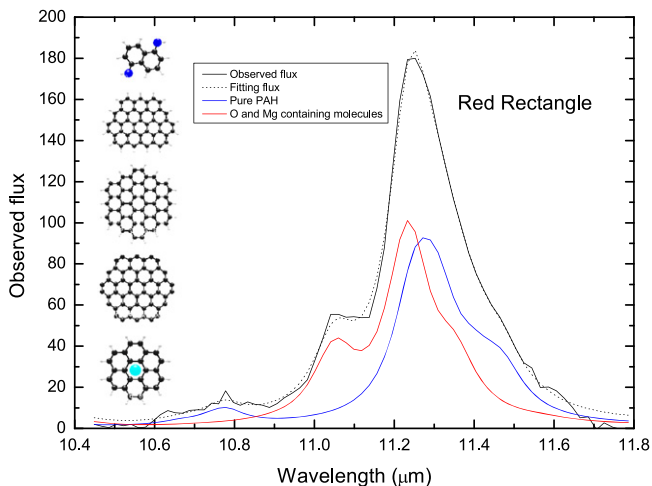 200
180
160
140
120
100
80
60
40
20
0
Observed flux
Observed flux
Fitting flux
Pure PAH
O and Mg containing molecules
Red Rectangle
10.4 10.6 10.8 11.0 11.2 11.4 11.6 11.8
Wavelength (μm)